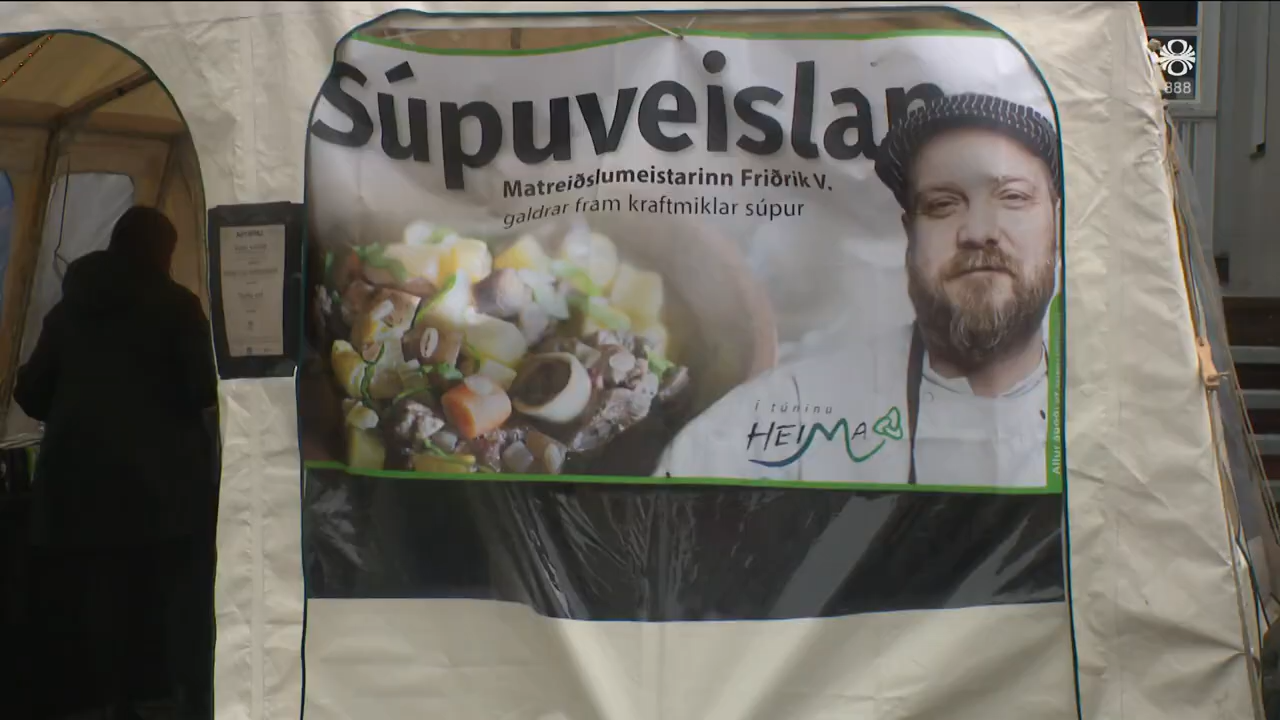 Súpuveislan
Matreiðslumeistarinn Friðrik V.
galdrar fram kraftmiklar súpur
Í túninu
HEIMA
888